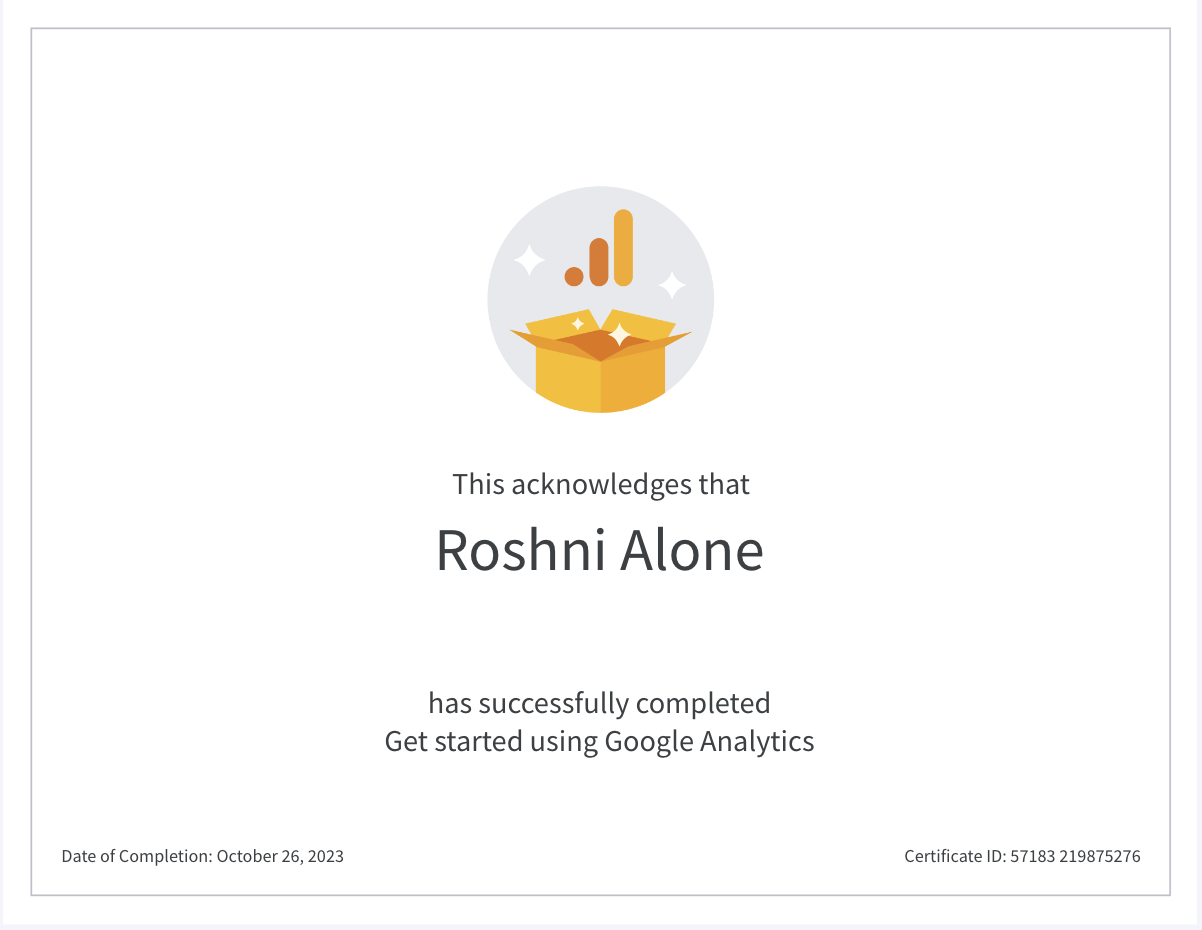 This acknowledges that
Roshni Alone
has successfully completed
Get started using Google Analytics
Date of Completion: October 26, 2023
Certificate ID: 57183 219875276